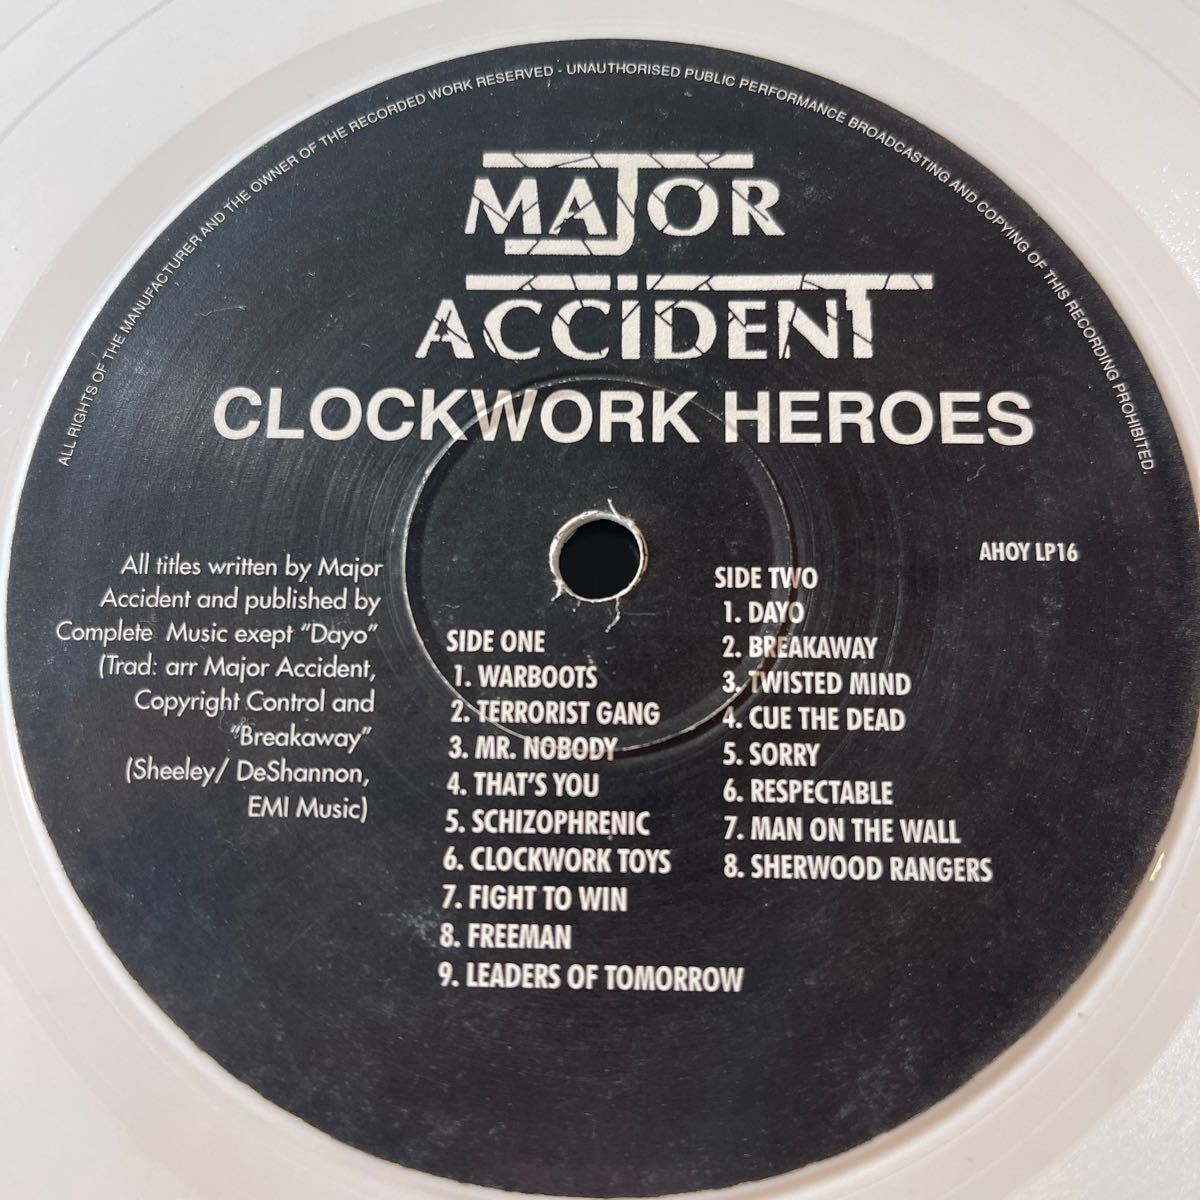 ALL RIGHTS OF THE MANUFACTURER AND THE OWNER OF THE RECORDED WORK RESERVED - UNAUTHORISED PUBLIC PERFORMANCE BROADCASTING AND COPYING OF THIS RECORDING PROHIBITED.
MAJOR
ACCIDENT
CLOCKWORK HEROES
AHOY LP16
All titles written by Major
Accident and published by
Complete Music exept "Dayo"
(Trad: arr Major Accident,
Copyright Control and
"Breakaway"
(Sheeley/ DeShannon,
EMI Music)
SIDE ONE
1. WARBOOTS
2. TERRORIST GANG
3. MR. NOBODY
4. THAT'S YOU
5. SCHIZOPHRENIC
6. CLOCKWORK TOYS
7. FIGHT TO WIN
8. FREEMAN
9. LEADERS OF TOMORROW
SIDE TWO
1. DAYO
2. BREAKAWAY
3. TWISTED MIND
4. CUE THE DEAD
5. SORRY
6. RESPECTABLE
7. MAN ON THE WALL
8. SHERWOOD RANGERS